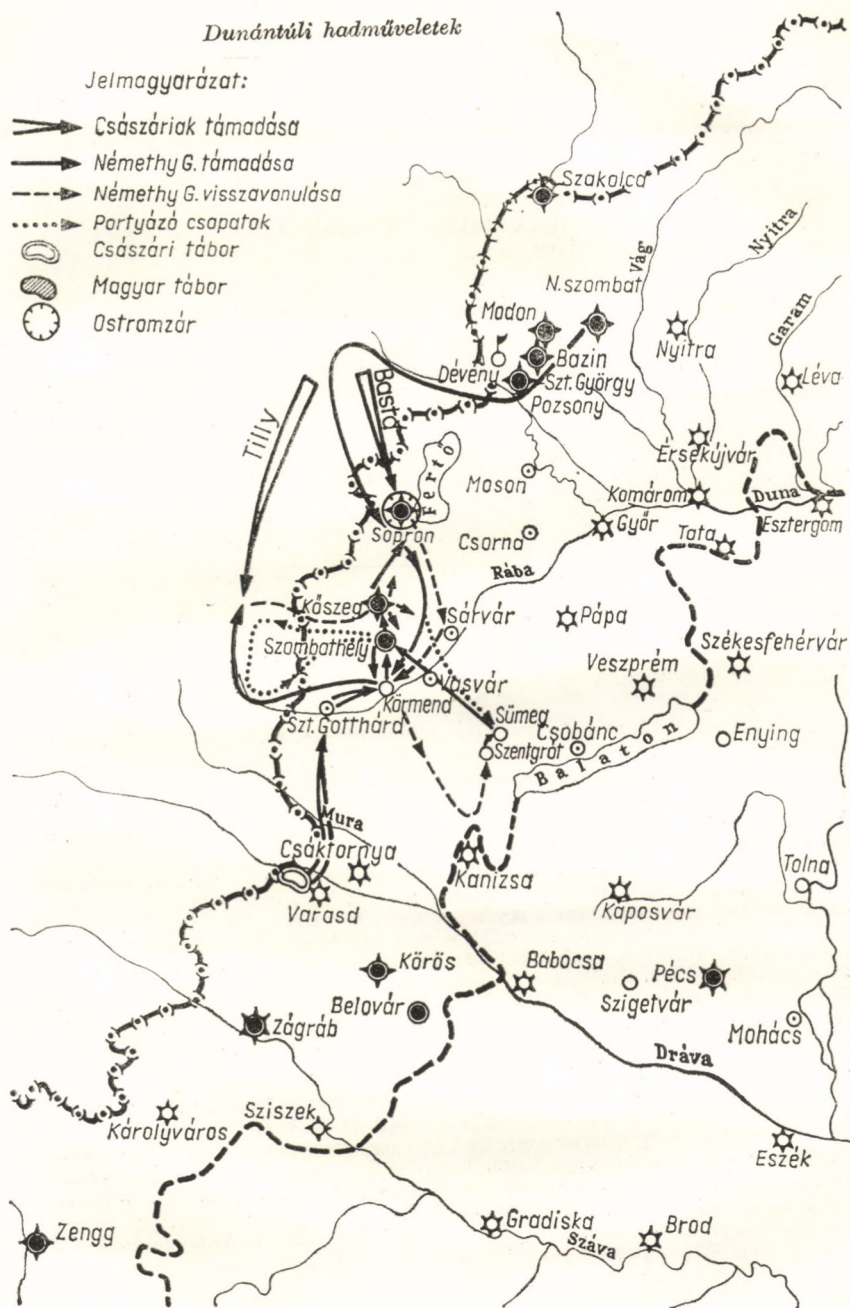 Dunántúli hadműveletek
Jelmagyarázat:
Császáriak támadása
Némethy G. támadása
Némethy G. visszavonulása
Portyázó csapatok
Császári tábor
Magyar tábor
Ostromzár
Szakolca
Vág
Nyitra
N.szombat
Modon
Nyitra
Garam
Bazin
Dévény
Szt. György
Pozsony
Léva
Basta
Tilly
Fertő
Érsekújvár
Moson
Komárom
Duna
Sopron
Csorna
Győr
Tata
Esztergom
Rába
Kőszeg
Sárvár
Pápa
Szombathely
Székesfehérvár
Veszprém
Vasvár
Körmend
Sümeg
Szt. Gotthárd
Csobánc
Enying
Szentgrót
Balaton
Mura
Csáktornya
Kanizsa
Tolna
Varasd
Kaposvár
Körös
Babocsa
Pécs
Belovár
Szigetvár
Zágráb
Mohács
Dráva
Károlyváros
Sziszek
Eszék
Zengg
Gradiska
Brod
Száva